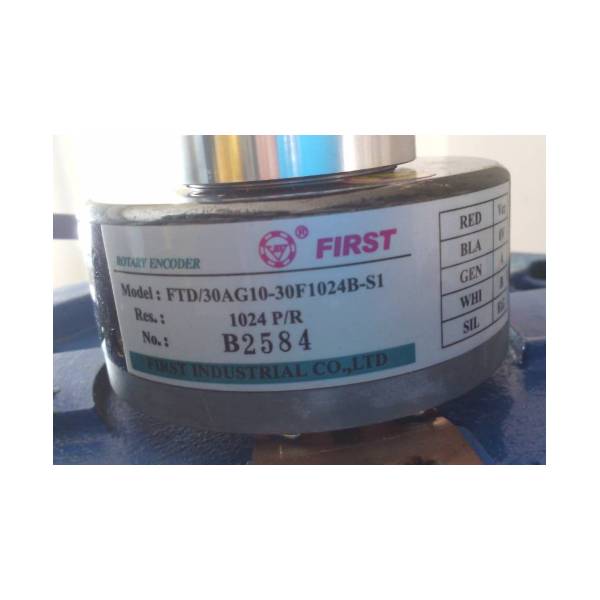 ® FIRST
ROTARY ENCODER
Model : FTD/30AG10-30F1024B-S1
Res.: 1024 P/R
No.: B2584
FIRST INDUSTRIAL CO.,LTD
RED
BLA 0V
GEN A
WHI B
SIL